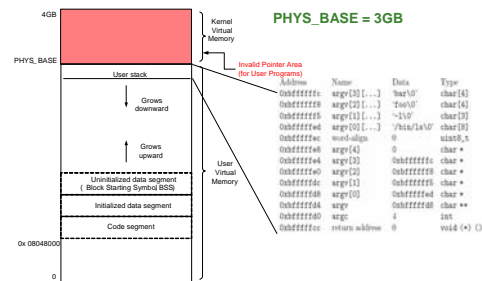 4GB
PHYS_BASE = 3GB
Kernel
Virtual
Memory
PHYS_BASE
Invalid Pointer Area
(for User Programs)
User stack
Grows
downward
Grows
upward
User
Virtual
Memory
Uninitialized data segment
( Block Starting Symbol, BSS)
Initialized data segment
Code segment
0x 08048000
0
Address Name Data Type
0xbffffffc argv[3][...] 'bar\0' char[4]
0xbffffff8 argv[2][...] 'foo\0' char[4]
0xbffffff5 argv[1][...] '-l\0' char[3]
0xbfffffed argv[0][...] '/bin/ls\0' char[8]
0xbfffffec word-align 0 uint8_t
0xbfffffe8 argv[4] 0 char *
0xbfffffe4 argv[3] 0xbffffffc char *
0xbfffffe0 argv[2] 0xbffffff8 char *
0xbfffffdc argv[1] 0xbffffff5 char *
0xbfffffd8 argv[0] 0xbfffffed char *
0xbfffffd4 argv 0xbfffffd8 char **
0xbfffffd0 argc 4 int
0xbfffffcc return address 0 void (*) ()